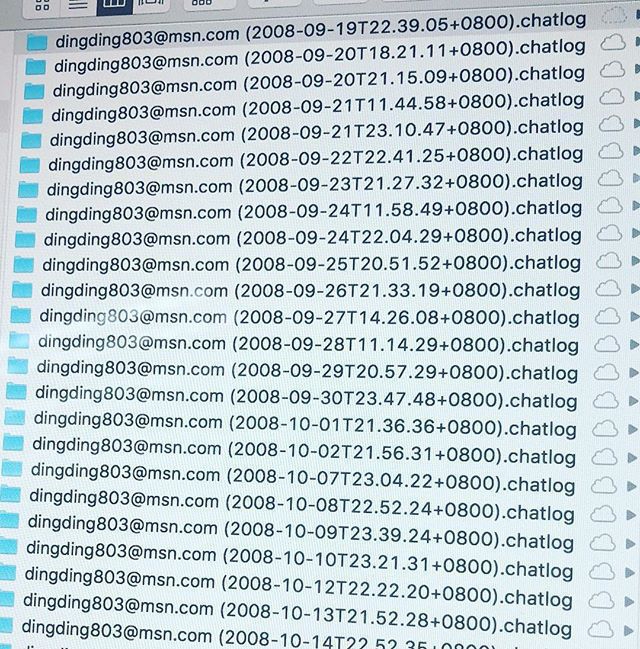 dingding803@msn.com (2008-09-19T22.39.05+0800).chatlog
dingding803@msn.com (2008-09-20T18.21.11+0800).chatlog
dingding803@msn.com (2008-09-20T21.15.09+0800).chatlog
dingding803@msn.com (2008-09-21T11.44.58+0800).chatlog
dingding803@msn.com (2008-09-21T23.10.47+0800).chatlog
dingding803@msn.com (2008-09-22T22.41.25+0800).chatlog
dingding803@msn.com (2008-09-23T21.27.32+0800).chatlog
dingding803@msn.com (2008-09-24T11.58.49+0800).chatlog
dingding803@msn.com (2008-09-24T22.04.29+0800).chatlog
dingding803@msn.com (2008-09-25T20.51.52+0800).chatlog
dingding803@msn.com (2008-09-26T21.33.19+0800).chatlog
dingding803@msn.com (2008-09-27T14.26.08+0800).chatlog
dingding803@msn.com (2008-09-28T11.14.29+0800).chatlog
dingding803@msn.com (2008-09-29T20.57.29+0800).chatlog
dingding803@msn.com (2008-09-30T23.47.48+0800).chatlog
dingding803@msn.com (2008-10-01T21.36.36+0800).chatlog
dingding803@msn.com (2008-10-02T21.56.31+0800).chatlog
dingding803@msn.com (2008-10-07T23.04.22+0800).chatlog
dingding803@msn.com (2008-10-08T22.52.24+0800).chatlog
dingding803@msn.com (2008-10-09T23.39.24+0800).chatlog
dingding803@msn.com (2008-10-10T23.21.31+0800).chatlog
dingding803@msn.com (2008-10-12T22.22.20+0800).chatlog
dingding803@msn.com (2008-10-13T21.52.28+0800).chatlog
dingding803@msn.com (2008-10-14T22.52.35+0800).chatlog